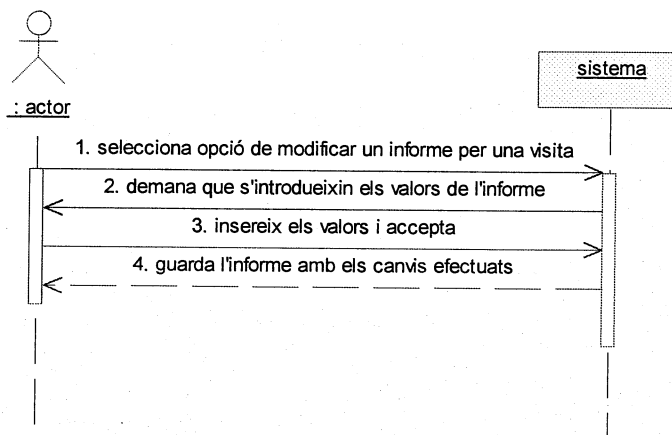 sistema
: actor
1. selecciona opció de modificar un informe per una visita
2. demana que s'introdueixin els valors de l'informe
3. insereix els valors i accepta
4. guarda l'informe amb els canvis efectuats